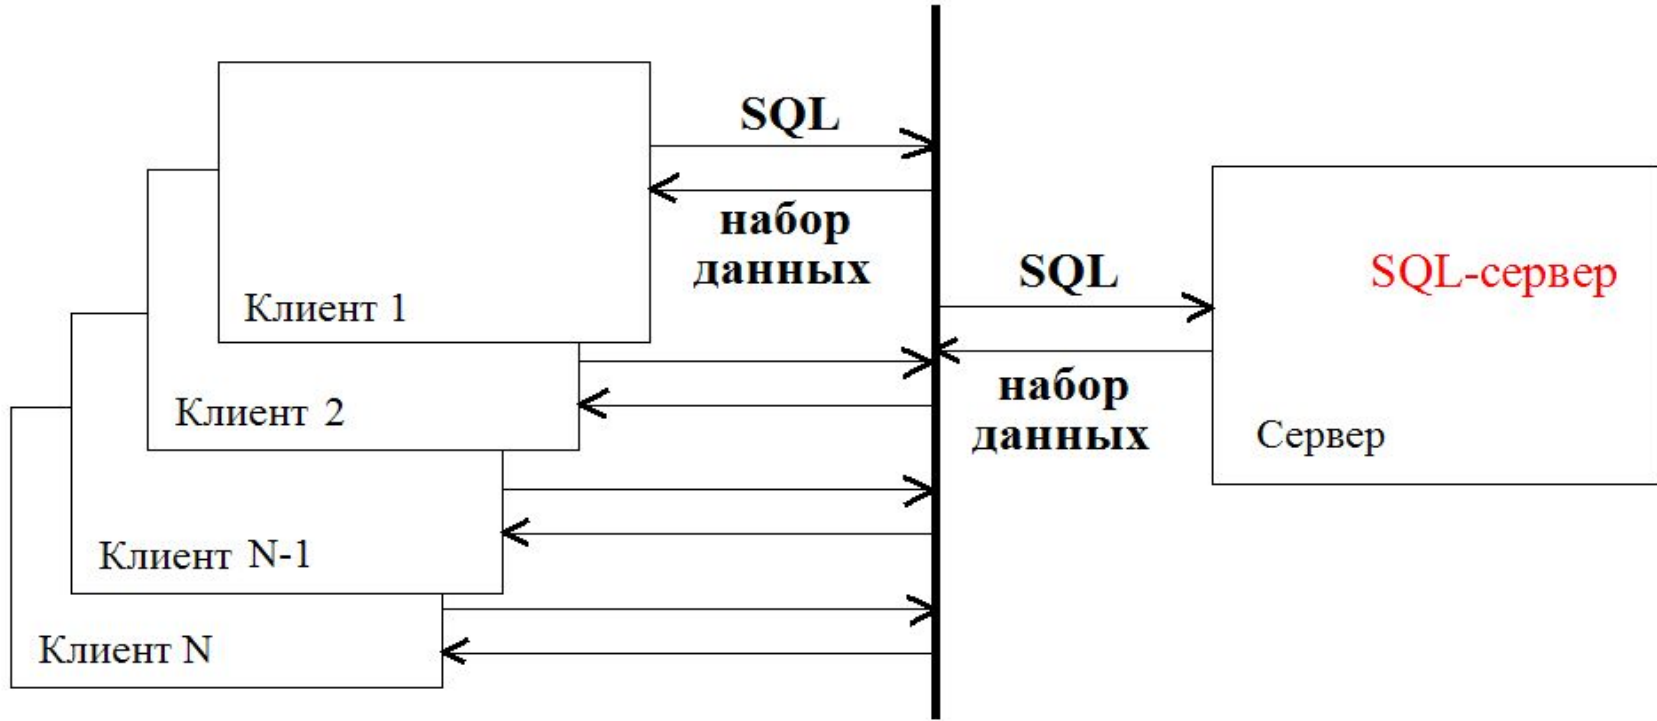 SQL
набор
данных
Клиент 1
SQL
SQL-сервер
набор
данных
Сервер
Клиент 2
Клиент N-1
Клиент N